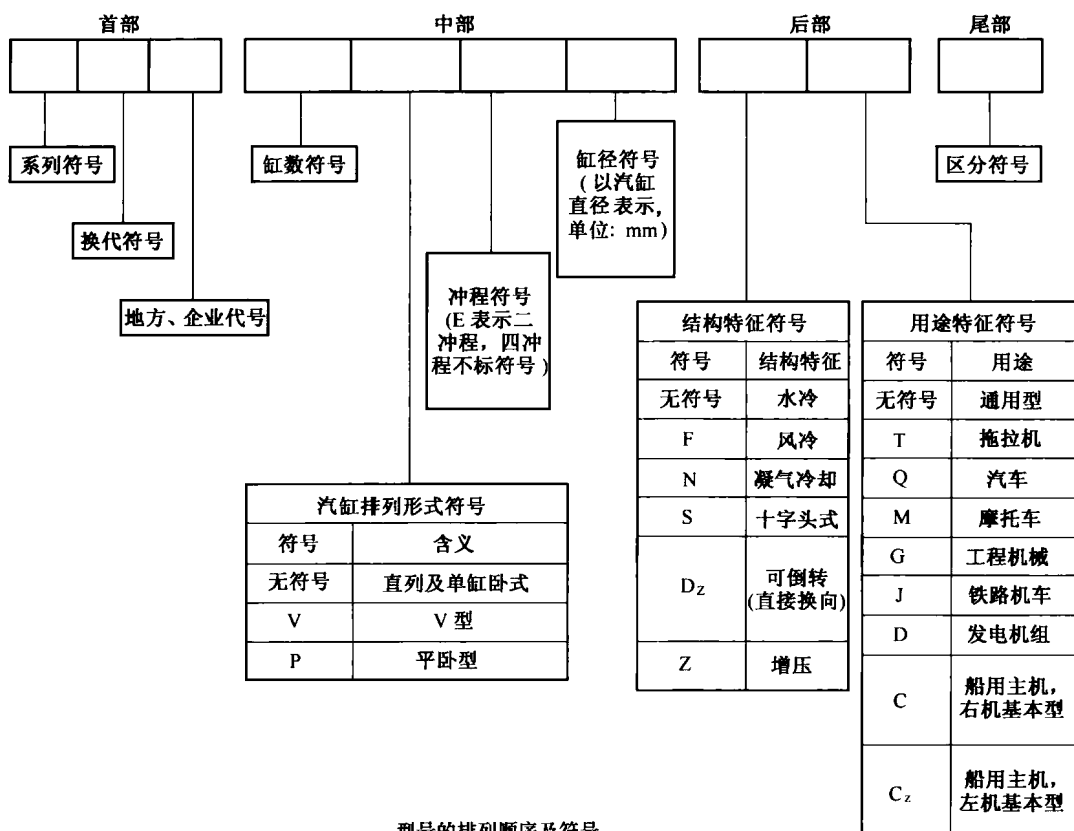 首部 中部 后部 尾部
系列符号
换代符号
地方、企业代号
缸数符号
缸径符号
(以汽缸
直径表示,
单位: mm)
冲程符号
(E 表示二
冲程，四冲
程不标符号)
汽缸排列形式符号
符号 含义
无符号 直列及单缸卧式
V V 型
P 平卧型
区分符号
结构特征符号
符号 结构特征
无符号 水冷
F 风冷
N 凝气冷却
S 十字头式
Dz 可倒转
(直接换向)
Z 增压
用途特征符号
符号 用途
无符号 通用型
T 拖拉机
Q 汽车
M 摩托车
G 工程机械
J 铁路机车
D 发电机组
C 船用主机，
右机基本型
Cz 船用主机，
左机基本型